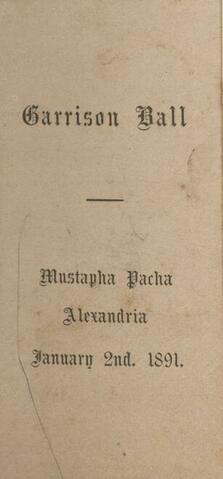 Garrison Ball
Mustapha Pacha
Alexandria
January 2nd. 1891.